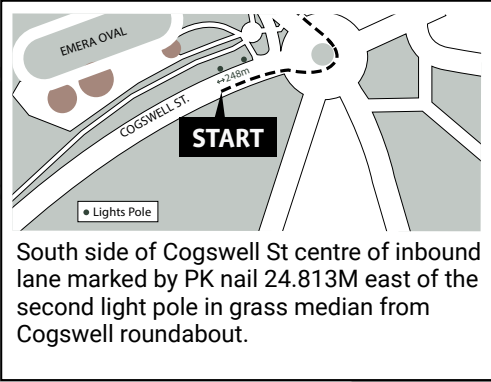 EMERA OVAL
↔248m
COGSWELL ST.
START
• Lights Pole
South side of Cogswell St centre of inbound
lane marked by PK nail 24.813M east of the
second light pole in grass median from
Cogswell roundabout.